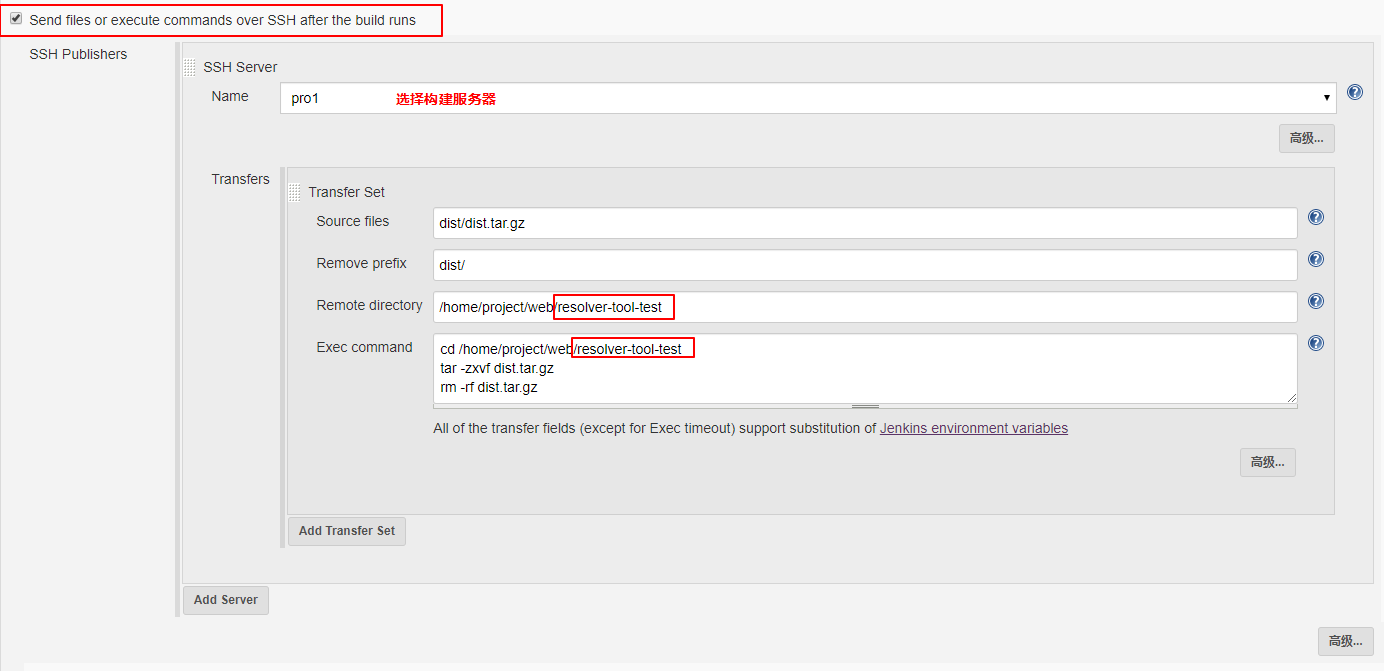 Send files or execute commands over SSH after the build runs
SSH Publishers
SSH Server
Name
pro1
选择构建服务器
高级...
Transfers
Transfer Set
Source files
dist/dist.tar.gz
Remove prefix
dist/
Remote directory
/home/project/web/resolver-tool-test
Exec command
cd /home/project/web/resolver-tool-test
tar -zxvf dist.tar.gz
rm -rf dist.tar.gz
All of the transfer fields (except for Exec timeout) support substitution of Jenkins environment variables
高级...
Add Transfer Set
Add Server
高级...